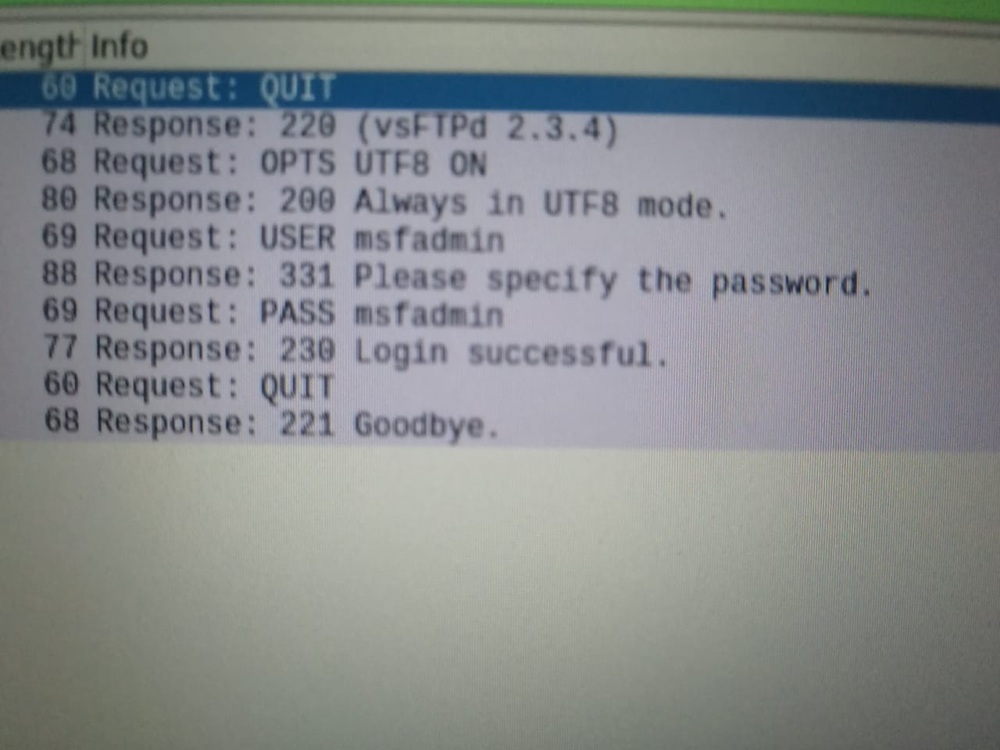 Info
60 Request: QUIT
74 Response: 220 (vsFTPd 2.3.4)
68 Request: OPTS UTF8 ON
80 Response: 200 Always in UTF8 mode.
69 Request: USER msfadmin
88 Response: 331 Please specify the password.
69 Request: PASS msfadmin
77 Response: 230 Login successful.
60 Request: QUIT
68 Response: 221 Goodbye.